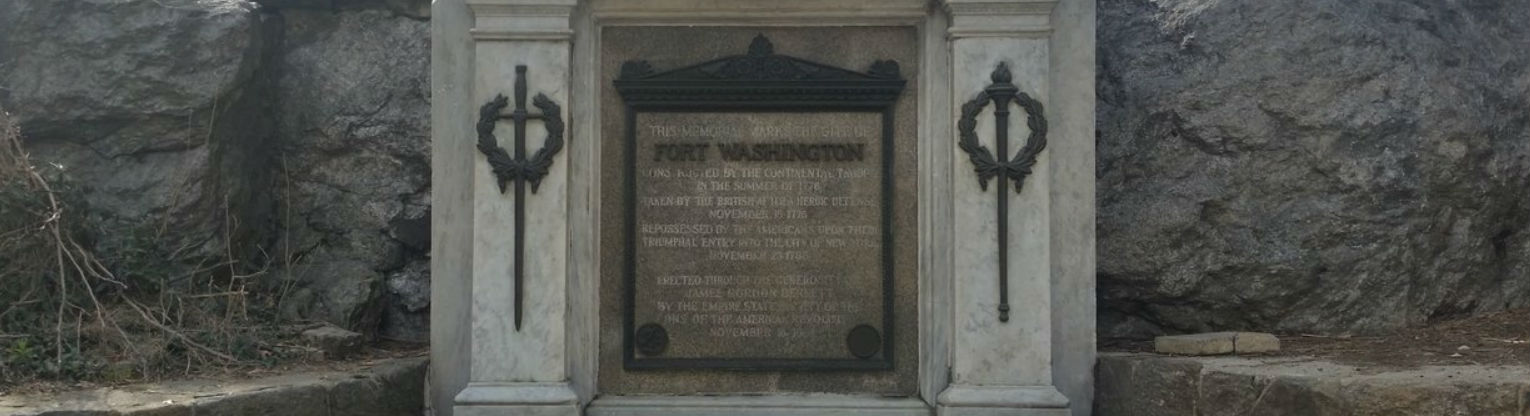 THIS MEMORIAL MARKS THE SITE OF
FORT WASHINGTON
CONSTRUCTED BY THE CONTINENTAL TROOPS
IN THE SUMMER OF 1776
TAKEN BY THE BRITISH AFTER A HEROIC DEFENSE
NOVEMBER 16 1776
REPOSSESSED BY THE AMERICANS UPON THEIR
TRIUMPHAL ENTRY INTO THE CITY OF NEW YORK
NOVEMBER 25 1783
ERECTED THROUGH THE GENEROSITY OF
JAMES GORDON BENNETT
BY THE EMPIRE STATE SOCIETY OF THE
SONS OF THE AMERICAN REVOLUTION
NOVEMBER 16